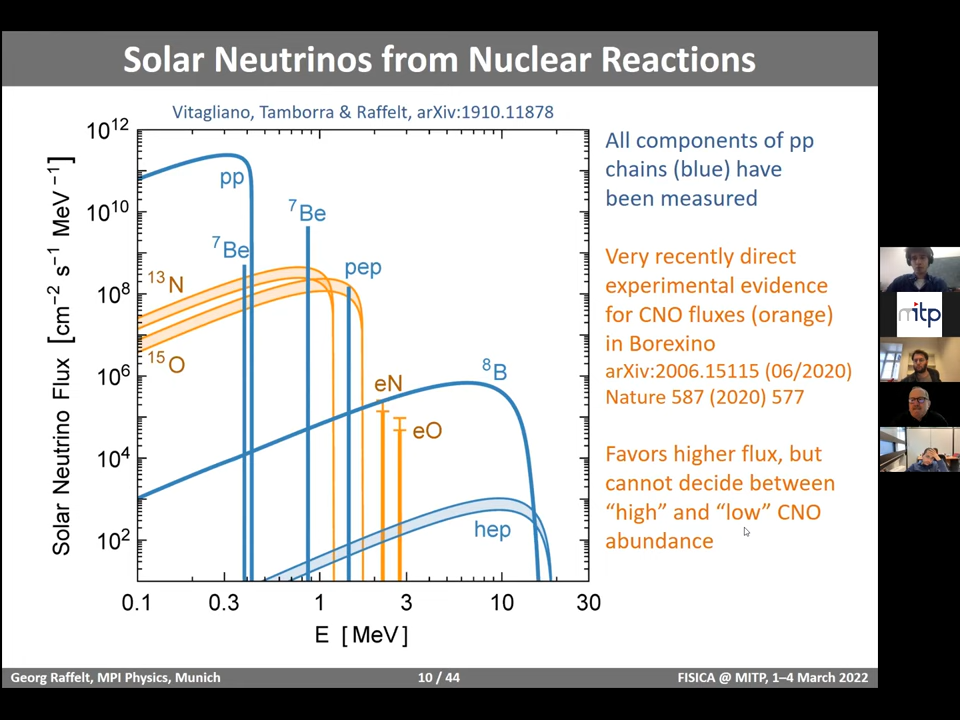 Solar Neutrinos from Nuclear Reactions
Vitagliano, Tamborra & Raffelt, arXiv:1910.11878
Solar Neutrino Flux [cm⁻² s⁻¹ MeV⁻¹]
10¹²
10¹⁰
10⁸
10⁶
10⁴
10²
pp
⁷Be
⁷Be
pep
¹³N
¹⁵O
eN
eO
⁸B
hep
0.1
0.3
1
3
10
30
E [MeV]
All components of pp
chains (blue) have
been measured
Very recently direct
experimental evidence
for CNO fluxes (orange)
in Borexino
arXiv:2006.15115 (06/2020)
Nature 587 (2020) 577
Favors higher flux, but
cannot decide between
“high” and “low” CNO
abundance
mitp
Georg Raffelt, MPI Physics, Munich
10 / 44
FISICA @ MITP, 1–4 March 2022